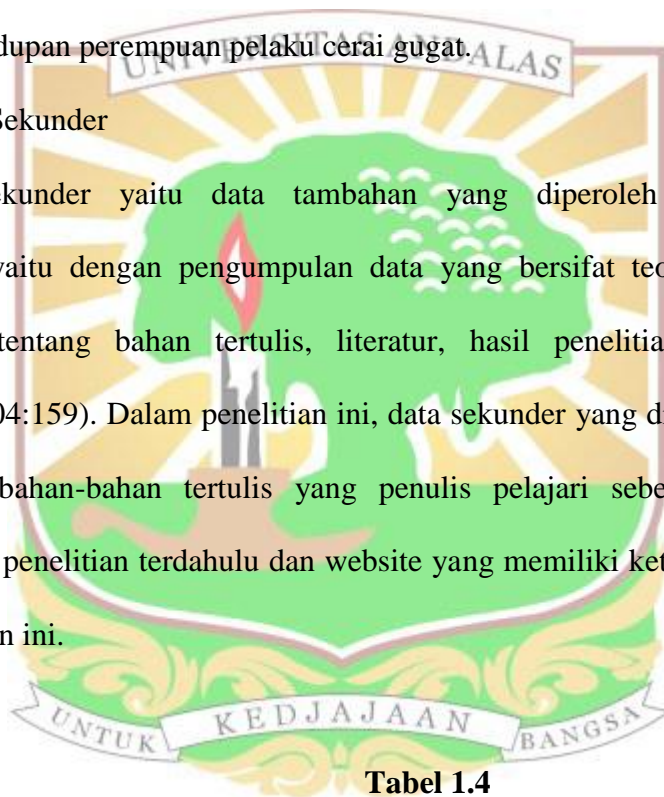 dupan perempuan pelaku cerai gugat.
UNIVERSITAS ANDALAS
Sekunder
ekunder yaitu data tambahan yang diperoleh
yaitu dengan pengumpulan data yang bersifat teo
tentang bahan tertulis, literatur, hasil penelitia
04:159). Dalam penelitian ini, data sekunder yang di
bahan-bahan tertulis yang penulis pelajari sebe
penelitian terdahulu dan website yang memiliki ket
n ini.
UNTUK KEDJAJAAN BANGSA
Tabel 1.4